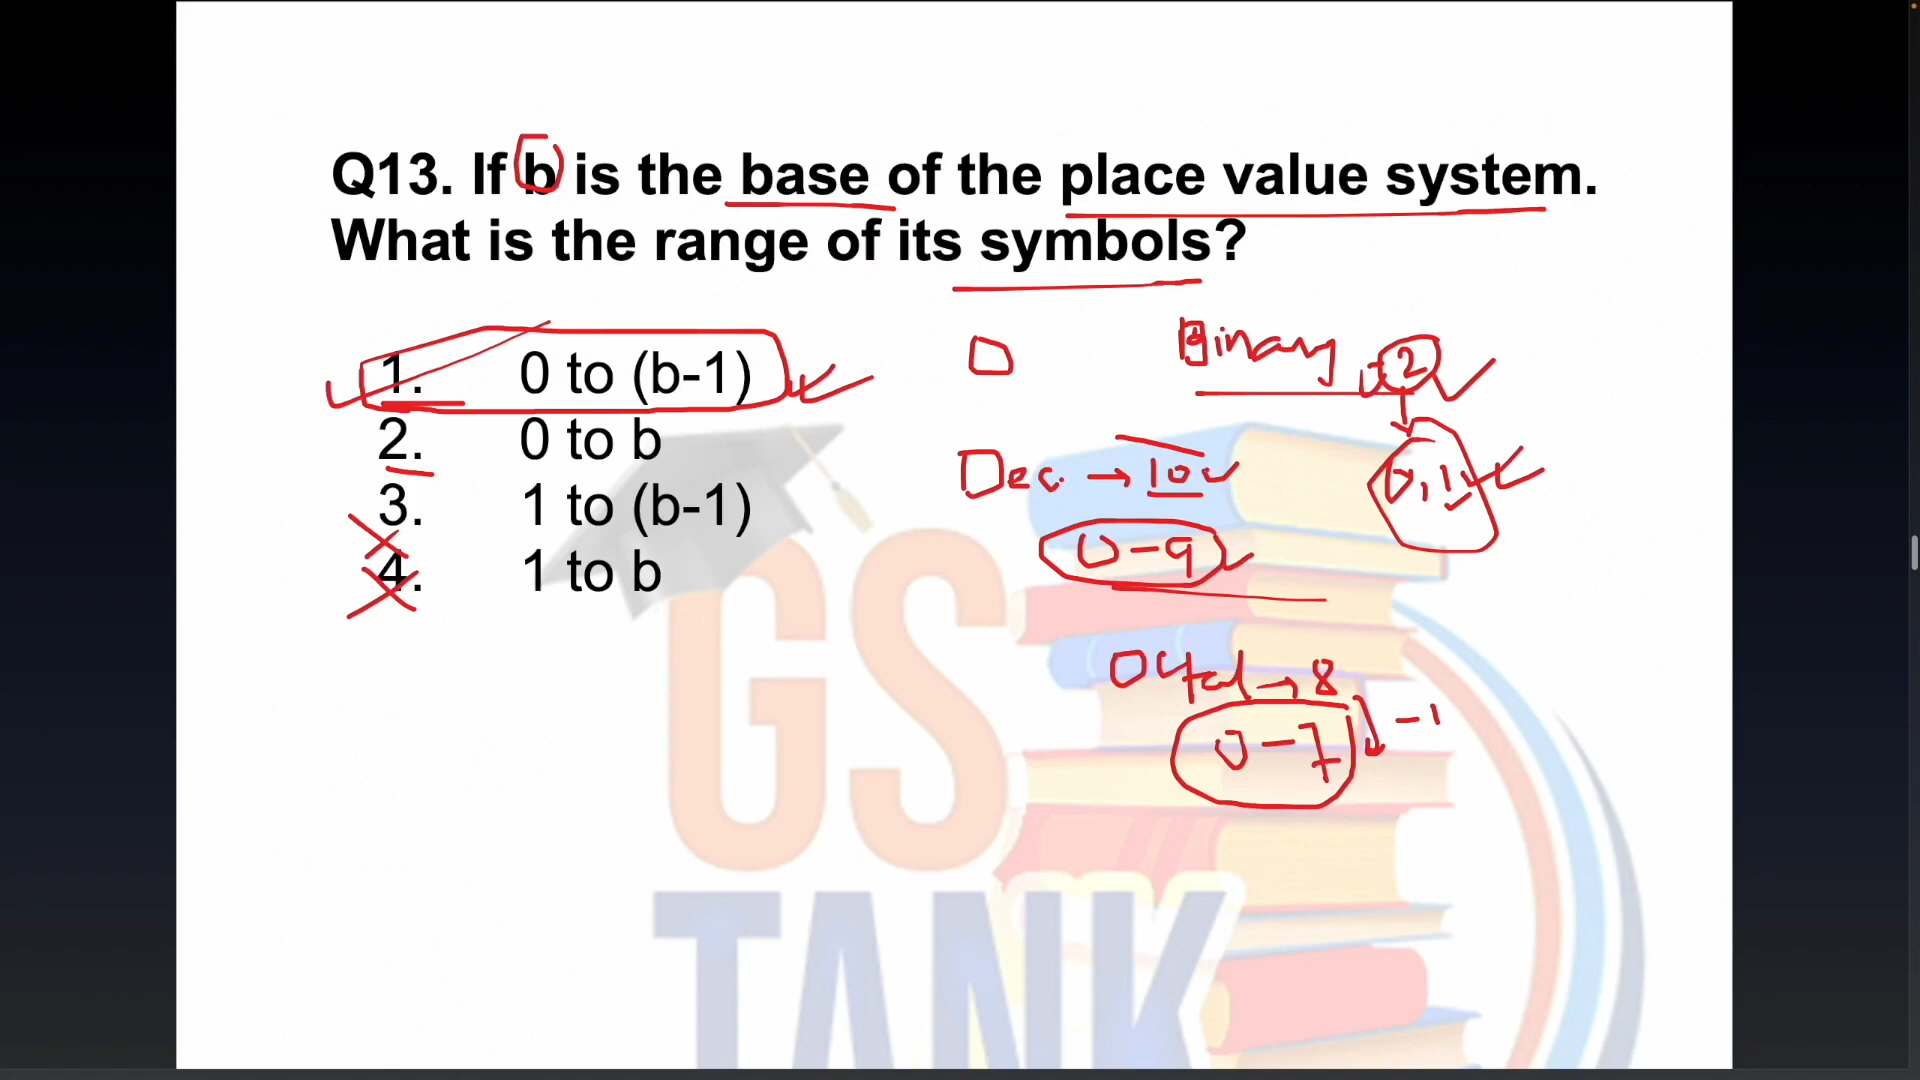 Q13. If b is the base of the place value system.
What is the range of its symbols?
1. 0 to (b-1)
2. 0 to b
3. 1 to (b-1)
4. 1 to b
Binary 2
0, 1
Dec. → 10
0-9
Octal → 8
-1
0-7
GS
TANK